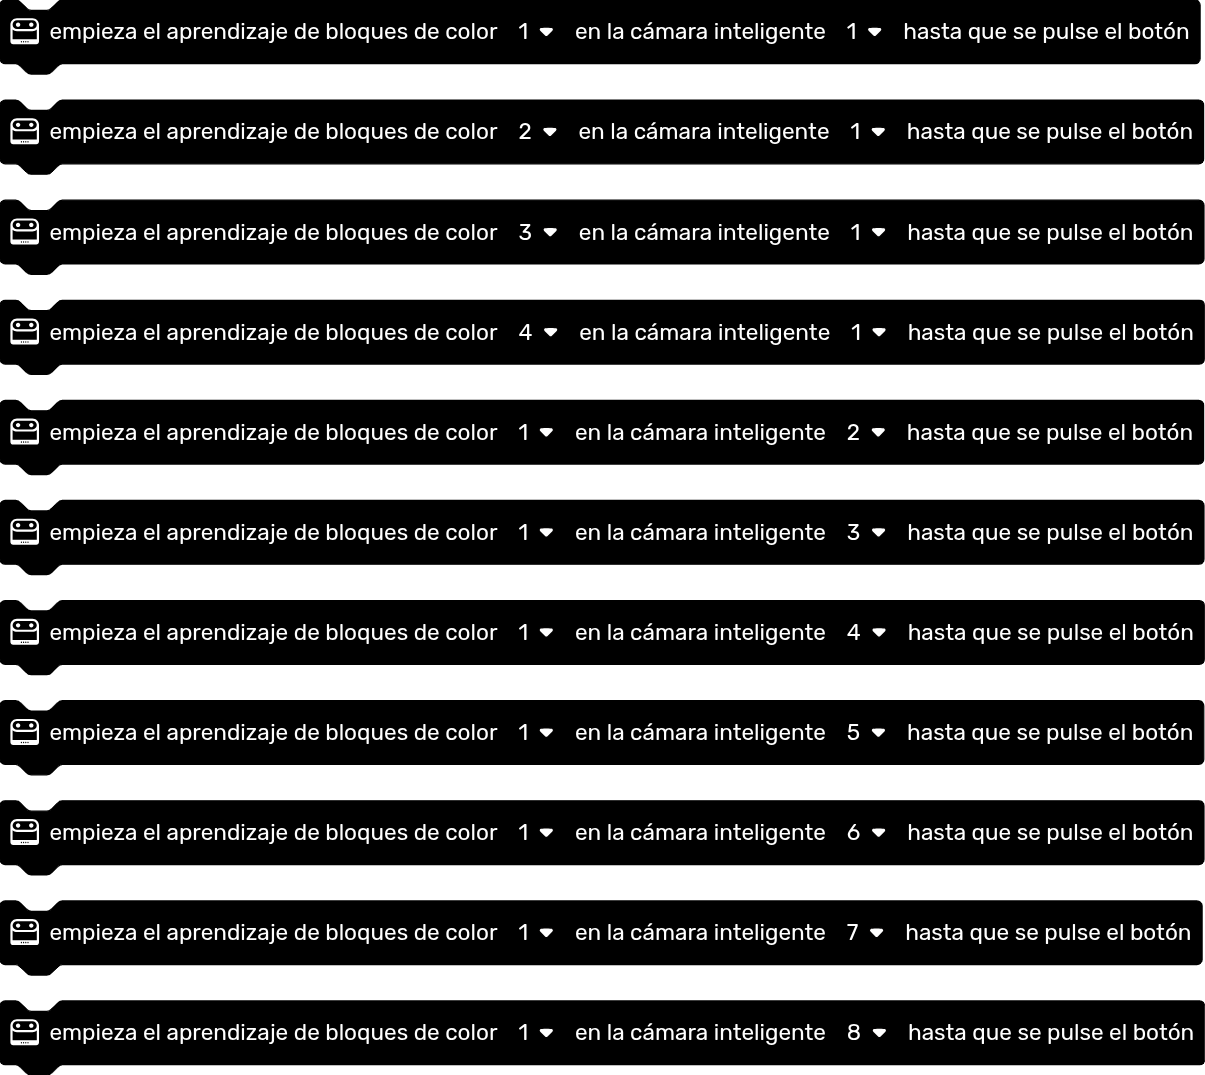 empieza el aprendizaje de bloques de color 1 en la cámara inteligente 1 hasta que se pulse el botón
empieza el aprendizaje de bloques de color 2 en la cámara inteligente 1 hasta que se pulse el botón
empieza el aprendizaje de bloques de color 3 en la cámara inteligente 1 hasta que se pulse el botón
empieza el aprendizaje de bloques de color 4 en la cámara inteligente 1 hasta que se pulse el botón
empieza el aprendizaje de bloques de color 1 en la cámara inteligente 2 hasta que se pulse el botón
empieza el aprendizaje de bloques de color 1 en la cámara inteligente 3 hasta que se pulse el botón
empieza el aprendizaje de bloques de color 1 en la cámara inteligente 4 hasta que se pulse el botón
empieza el aprendizaje de bloques de color 1 en la cámara inteligente 5 hasta que se pulse el botón
empieza el aprendizaje de bloques de color 1 en la cámara inteligente 6 hasta que se pulse el botón
empieza el aprendizaje de bloques de color 1 en la cámara inteligente 7 hasta que se pulse el botón
empieza el aprendizaje de bloques de color 1 en la cámara inteligente 8 hasta que se pulse el botón